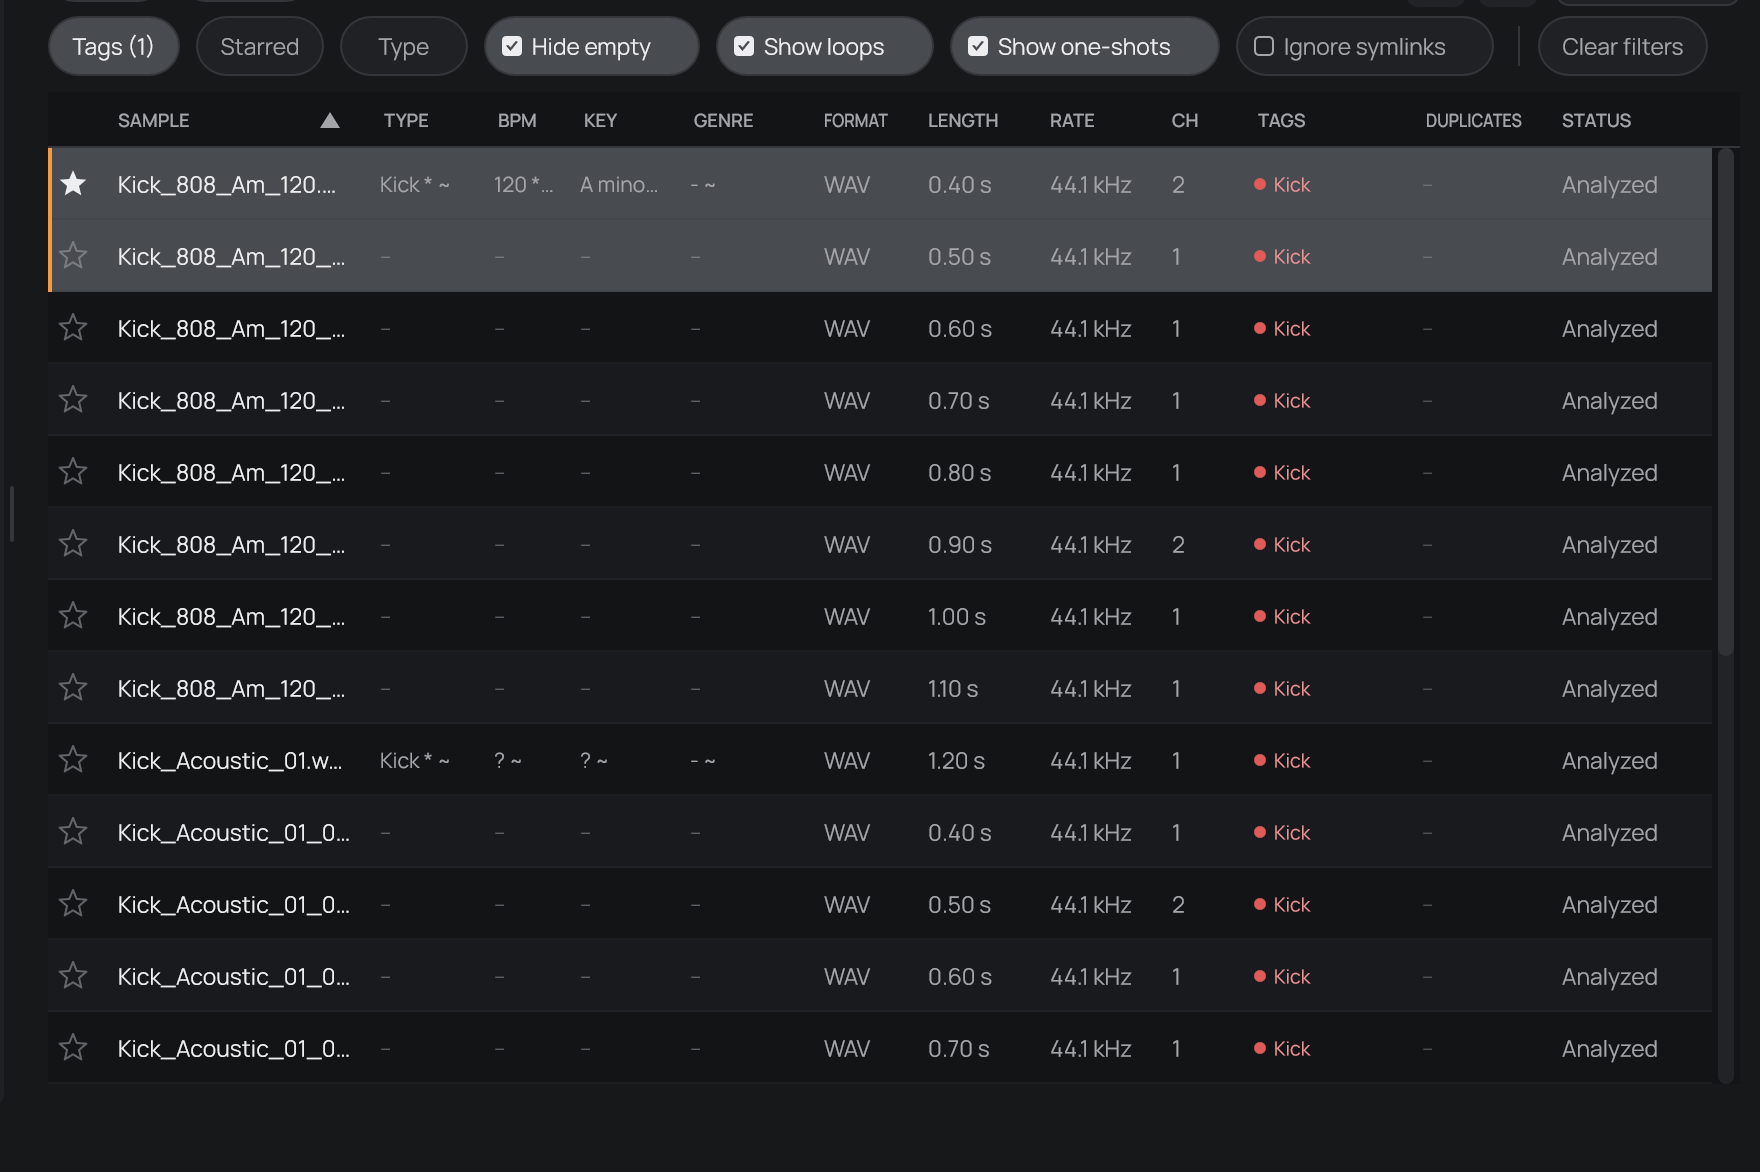 Tags (1) Starred Type Hide empty Show loops Show one-shots Ignore symlinks Clear filters
SAMPLE TYPE BPM KEY GENRE FORMAT LENGTH RATE CH TAGS DUPLICATES STATUS
Kick_808_Am_120.... Kick * ~ 120 *... A mino... - ~ WAV 0.40 s 44.1 kHz 2 Kick – Analyzed
Kick_808_Am_120_... – – – – WAV 0.50 s 44.1 kHz 1 Kick – Analyzed
Kick_808_Am_120_... – – – – WAV 0.60 s 44.1 kHz 1 Kick – Analyzed
Kick_808_Am_120_... – – – – WAV 0.70 s 44.1 kHz 1 Kick – Analyzed
Kick_808_Am_120_... – – – – WAV 0.80 s 44.1 kHz 1 Kick – Analyzed
Kick_808_Am_120_... – – – – WAV 0.90 s 44.1 kHz 2 Kick – Analyzed
Kick_808_Am_120_... – – – – WAV 1.00 s 44.1 kHz 1 Kick – Analyzed
Kick_808_Am_120_... – – – – WAV 1.10 s 44.1 kHz 1 Kick – Analyzed
Kick_Acoustic_01.w... Kick * ~ ? ~ ? ~ - ~ WAV 1.20 s 44.1 kHz 1 Kick – Analyzed
Kick_Acoustic_01_0... – – – – WAV 0.40 s 44.1 kHz 1 Kick – Analyzed
Kick_Acoustic_01_0... – – – – WAV 0.50 s 44.1 kHz 2 Kick – Analyzed
Kick_Acoustic_01_0... – – – – WAV 0.60 s 44.1 kHz 1 Kick – Analyzed
Kick_Acoustic_01_0... – – – – WAV 0.70 s 44.1 kHz 1 Kick – Analyzed